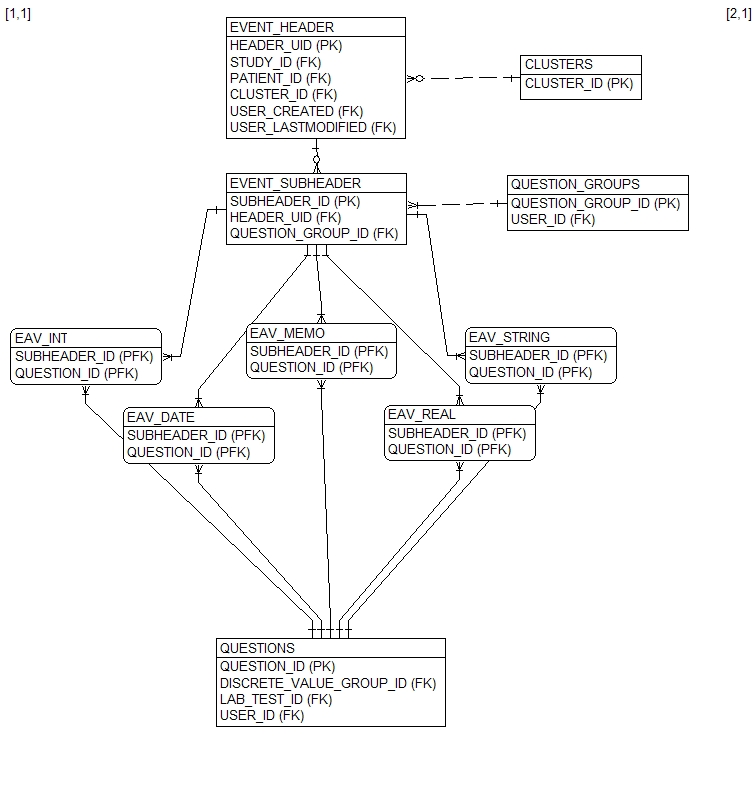 [1,1]
[2,1]
EVENT_HEADER
HEADER_UID (PK)
STUDY_ID (FK)
PATIENT_ID (FK)
CLUSTER_ID (FK)
USER_CREATED (FK)
USER_LASTMODIFIED (FK)
CLUSTERS
CLUSTER_ID (PK)
EVENT_SUBHEADER
SUBHEADER_ID (PK)
HEADER_UID (FK)
QUESTION_GROUP_ID (FK)
QUESTION_GROUPS
QUESTION_GROUP_ID (PK)
USER_ID (FK)
EAV_INT
SUBHEADER_ID (PFK)
QUESTION_ID (PFK)
EAV_MEMO
SUBHEADER_ID (PFK)
QUESTION_ID (PFK)
EAV_STRING
SUBHEADER_ID (PFK)
QUESTION_ID (PFK)
EAV_DATE
SUBHEADER_ID (PFK)
QUESTION_ID (PFK)
EAV_REAL
SUBHEADER_ID (PFK)
QUESTION_ID (PFK)
QUESTIONS
QUESTION_ID (PK)
DISCRETE_VALUE_GROUP_ID (FK)
LAB_TEST_ID (FK)
USER_ID (FK)